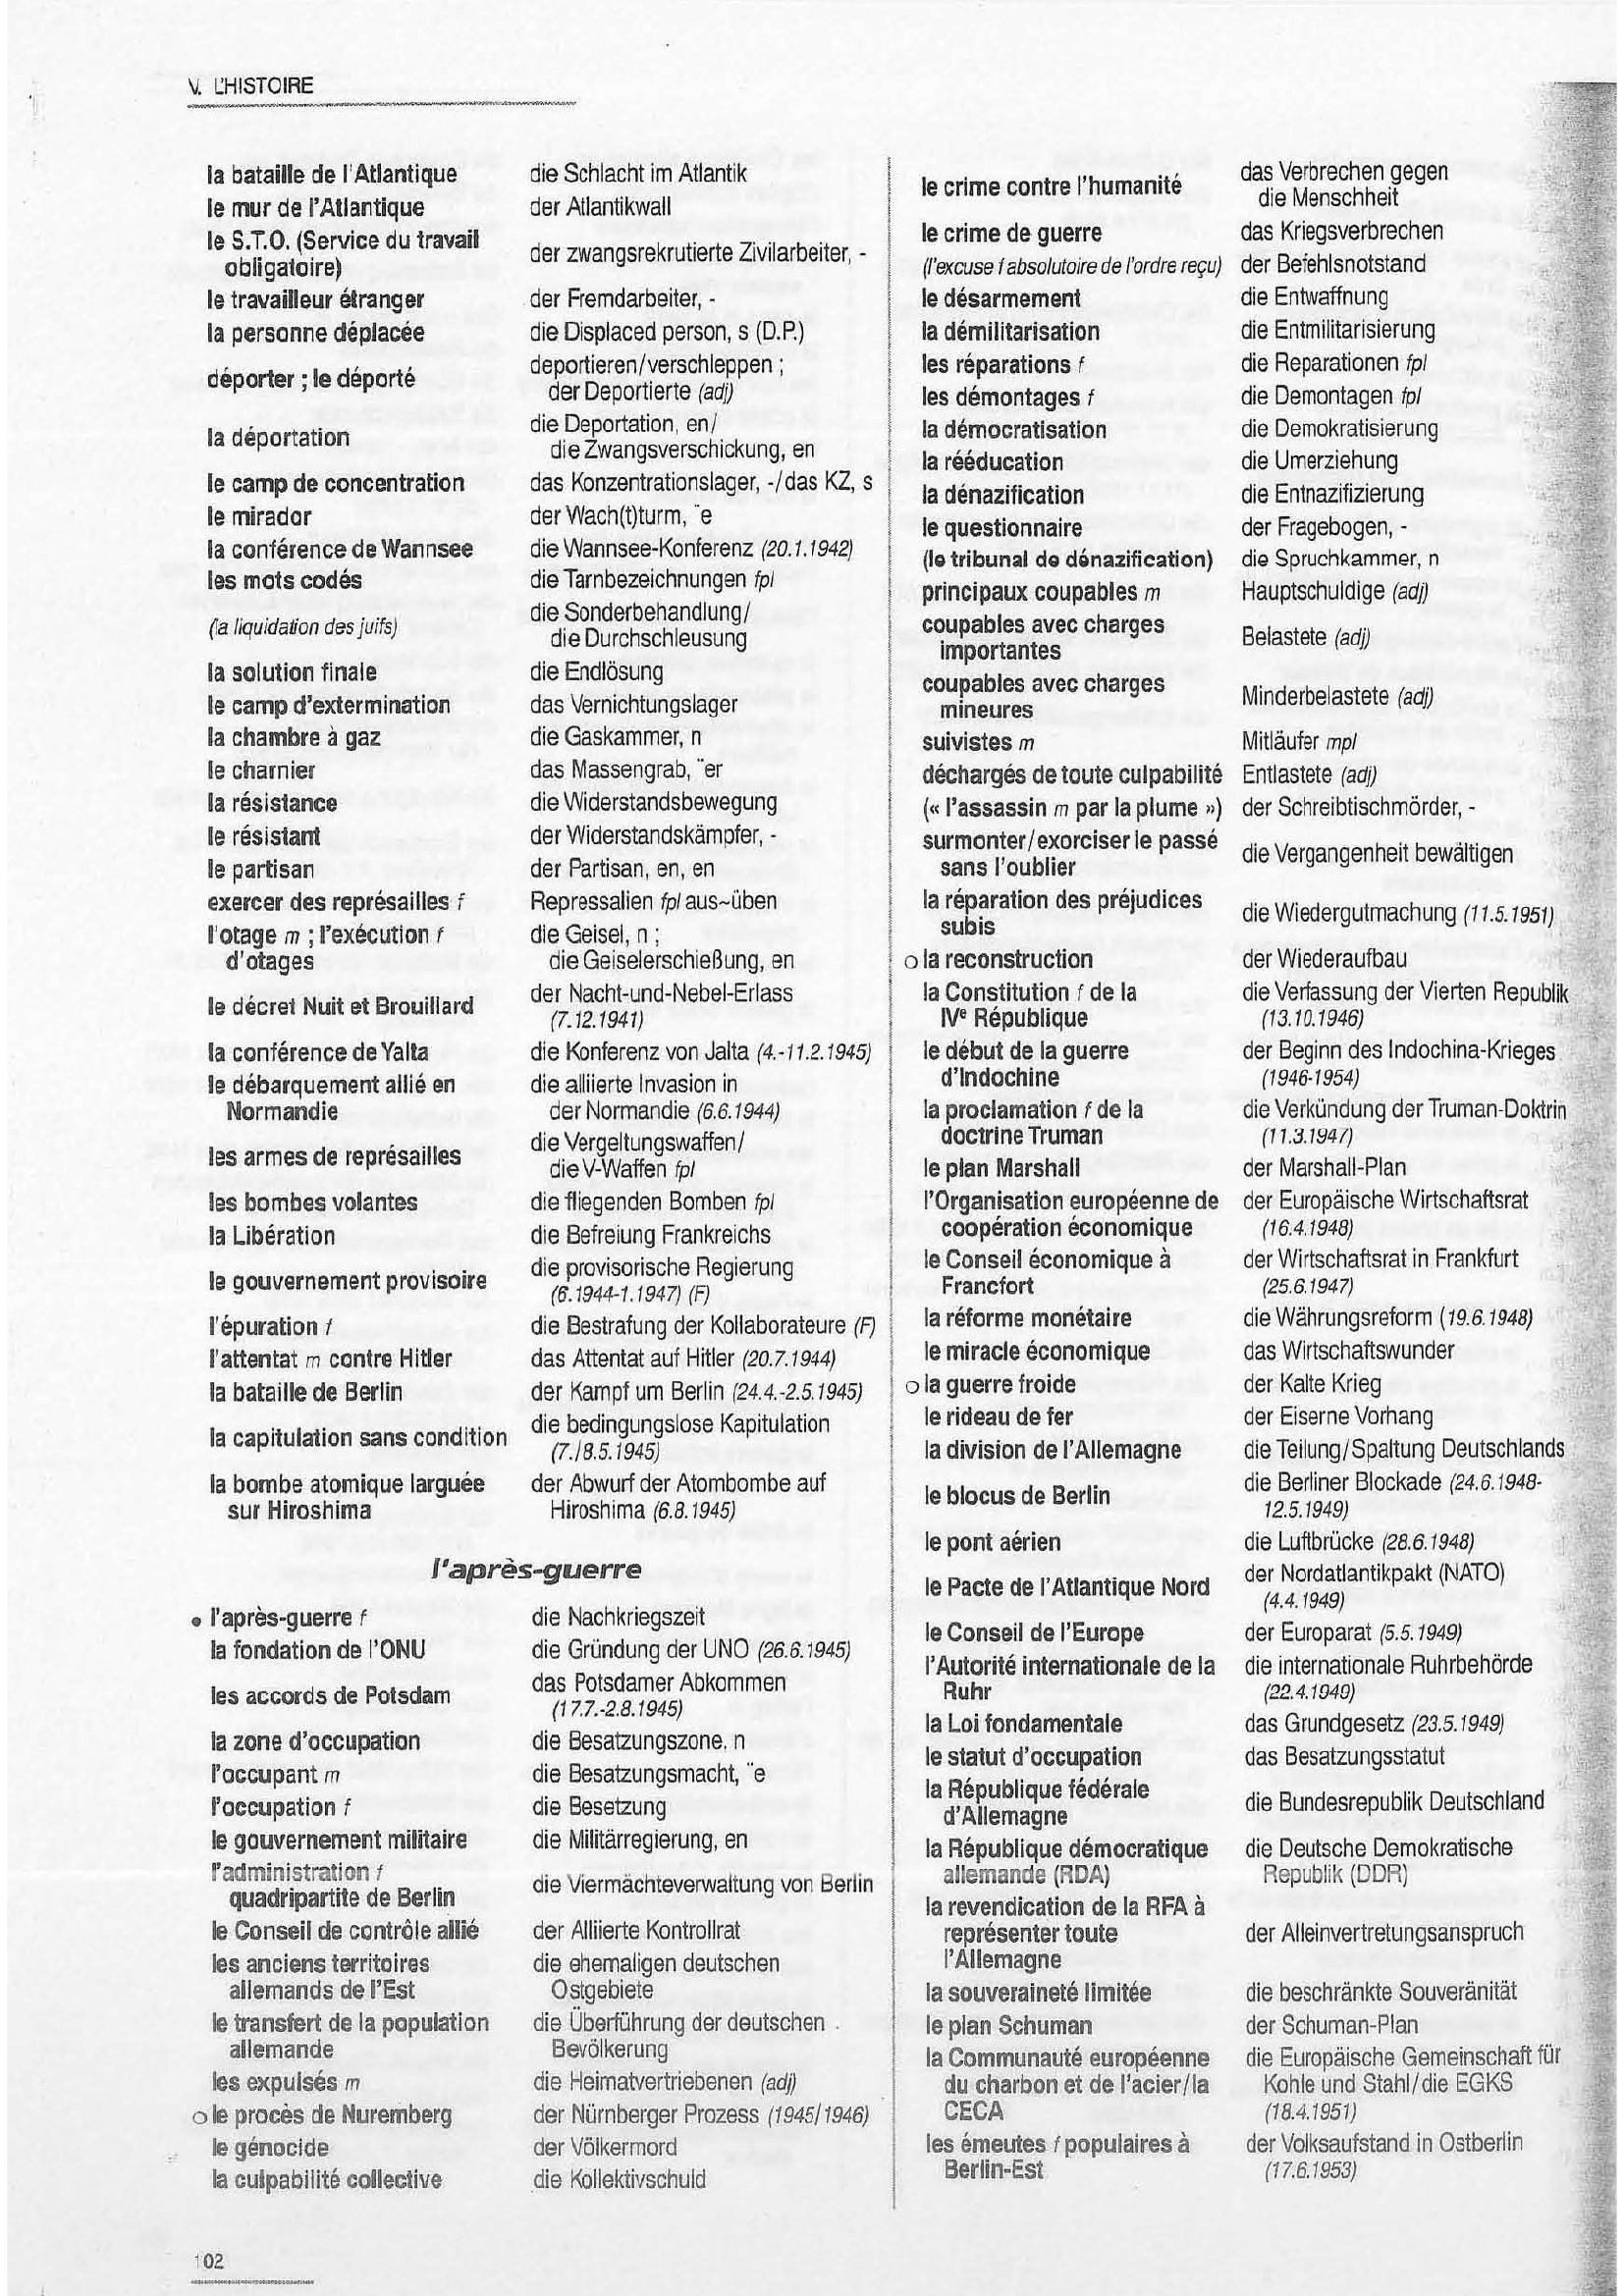 V. L'HISTOIRE
la bataille de l'Atlantique die Schlacht im Atlantik
le mur de l'Atlantique der Atlantikwall
le S.T.O. (Service du travail
obligatoire) der zwangsrekrutierte Zivilarbeiter, -
le travailleur étranger der Fremdarbeiter, -
la personne déplacée die Displaced person, s (D.P.)
déporter ; le déporté deportieren/verschleppen ;
der Deportierte (adj)
la déportation die Deportation, en/
die Zwangsverschickung, en
le camp de concentration das Konzentrationslager, -/das KZ, s
le mirador der Wach(t)turm, ¨e
la conférence de Wannsee die Wannsee-Konferenz (20.1.1942)
les mots codés die Tarnbezeichnungen fpl
(la liquidation des juifs) die Sonderbehandlung/
die Durchschleusung
la solution finale die Endlösung
le camp d'extermination das Vernichtungslager
la chambre à gaz die Gaskammer, n
le charnier das Massengrab, ¨er
la résistance die Widerstandsbewegung
le résistant der Widerstandskämpfer, -
le partisan der Partisan, en, en
exercer des représailles f Repressalien fpl aus~üben
l'otage m ; l'exécution f die Geisel, n ;
d'otages die Geiselerschießung, en
le décret Nuit et Brouillard der Nacht-und-Nebel-Erlass
(7.12.1941)
la conférence de Yalta die Konferenz von Jalta (4.-11.2.1945)
le débarquement allié en die alliierte Invasion in
Normandie der Normandie (6.6.1944)
les armes de représailles die Vergeltungswaffen/
die V-Waffen fpl
les bombes volantes die fliegenden Bomben fpl
la Libération die Befreiung Frankreichs
le gouvernement provisoire die provisorische Regierung
(6.1944-1.1947) (F)
l'épuration f die Bestrafung der Kollaborateure (F)
l'attentat m contre Hitler das Attentat auf Hitler (20.7.1944)
la bataille de Berlin der Kampf um Berlin (24.4.-2.5.1945)
la capitulation sans condition die bedingungslose Kapitulation
(7./8.5.1945)
la bombe atomique larguée der Abwurf der Atombombe auf
sur Hiroshima Hiroshima (6.8.1945)
l'après-guerre
• l'après-guerre f die Nachkriegszeit
la fondation de l'ONU die Gründung der UNO (26.6.1945)
les accords de Potsdam das Potsdamer Abkommen
(17.7.-2.8.1945)
la zone d'occupation die Besatzungszone, n
l'occupant m die Besatzungsmacht, ¨e
l'occupation f die Besetzung
le gouvernement militaire die Militärregierung, en
l'administration f
quadripartite de Berlin die Viermächteverwaltung von Berlin
le Conseil de contrôle allié der Alliierte Kontrollrat
les anciens territoires die ehemaligen deutschen
allemands de l'Est Ostgebiete
le transfert de la population die Überführung der deutschen
allemande Bevölkerung
les expulsés m die Heimatvertriebenen (adj)
o le procès de Nuremberg der Nürnberger Prozess (1945/1946)
le génocide der Völkermord
la culpabilité collective die Kollektivschuld
le crime contre l'humanité das Verbrechen gegen
die Menschheit
le crime de guerre das Kriegsverbrechen
(l'excuse f absolutoire de l'ordre reçu) der Befehlsnotstand
le désarmement die Entwaffnung
la démilitarisation die Entmilitarisierung
les réparations f die Reparationen fpl
les démontages f die Demontagen fpl
la démocratisation die Demokratisierung
la rééducation die Umerziehung
la dénazification die Entnazifizierung
le questionnaire der Fragebogen, -
(le tribunal de dénazification) die Spruchkammer, n
principaux coupables m Hauptschuldige (adj)
coupables avec charges
importantes Belastete (adj)
coupables avec charges
mineures Minderbelastete (adj)
suivistes m Mitläufer mpl
déchargés de toute culpabilité Entlastete (adj)
(« l'assassin m par la plume ») der Schreibtischmörder, -
surmonter/exorciser le passé
sans l'oublier die Vergangenheit bewältigen
la réparation des préjudices
subis die Wiedergutmachung (11.5.1951)
o la reconstruction der Wiederaufbau
la Constitution f de la die Verfassung der Vierten Republik
IVe République (13.10.1946)
le début de la guerre der Beginn des Indochina-Krieges
d'Indochine (1946-1954)
la proclamation f de la die Verkündung der Truman-Doktrin
doctrine Truman (11.3.1947)
le plan Marshall der Marshall-Plan
l'Organisation européenne de der Europäische Wirtschaftsrat
coopération économique (16.4.1948)
le Conseil économique à der Wirtschaftsrat in Frankfurt
Francfort (25.6.1947)
la réforme monétaire die Währungsreform (19.6.1948)
le miracle économique das Wirtschaftswunder
o la guerre froide der Kalte Krieg
le rideau de fer der Eiserne Vorhang
la division de l'Allemagne die Teilung/Spaltung Deutschlands
le blocus de Berlin die Berliner Blockade (24.6.1948-
12.5.1949)
le pont aérien die Luftbrücke (28.6.1948)
le Pacte de l'Atlantique Nord der Nordatlantikpakt (NATO)
(4.4.1949)
le Conseil de l'Europe der Europarat (5.5.1949)
l'Autorité internationale de la die internationale Ruhrbehörde
Ruhr (22.4.1949)
la Loi fondamentale das Grundgesetz (23.5.1949)
le statut d'occupation das Besatzungsstatut
la République fédérale
d'Allemagne die Bundesrepublik Deutschland
la République démocratique die Deutsche Demokratische
allemande (RDA) Republik (DDR)
la revendication de la RFA à
représenter toute der Alleinvertretungsanspruch
l'Allemagne
la souveraineté limitée die beschränkte Souveränität
le plan Schuman der Schuman-Plan
la Communauté européenne die Europäische Gemeinschaft für
du charbon et de l'acier/la Kohle und Stahl/die EGKS
CECA (18.4.1951)
les émeutes f populaires à der Volksaufstand in Ostberlin
Berlin-Est (17.6.1953)
102